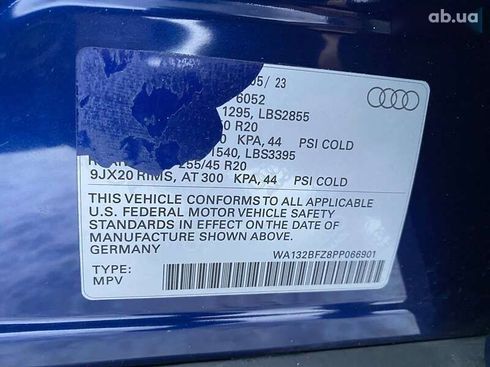 ab.ua
05/ 23
6052
1295, LBS2855
0 R20
0 KPA, 44 PSI COLD
1540, LBS3395
255/45 R20
9JX20 RIMS, AT 300 KPA, 44 PSI COLD
THIS VEHICLE CONFORMS TO ALL APPLICABLE
U.S. FEDERAL MOTOR VEHICLE SAFETY
STANDARDS IN EFFECT ON THE DATE OF
MANUFACTURE SHOWN ABOVE.
GERMANY
TYPE: WA132BFZ8PP066901
MPV